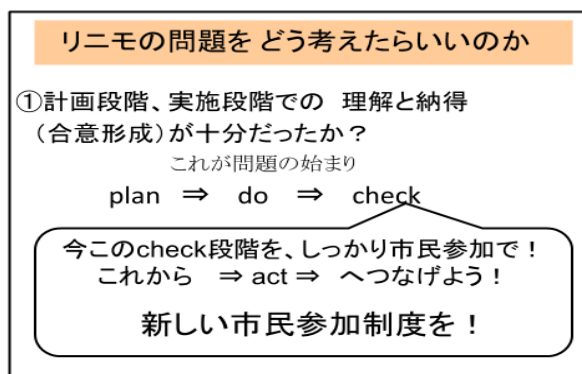 リニモの問題を どう考えたらいいのか
①計画段階、実施段階での 理解と納得
（合意形成）が十分だったか？
これが問題の始まり
plan ⇒ do ⇒ check
今このcheck段階を、しっかり市民参加で！
これから ⇒ act ⇒ へつなげよう！
新しい市民参加制度を！